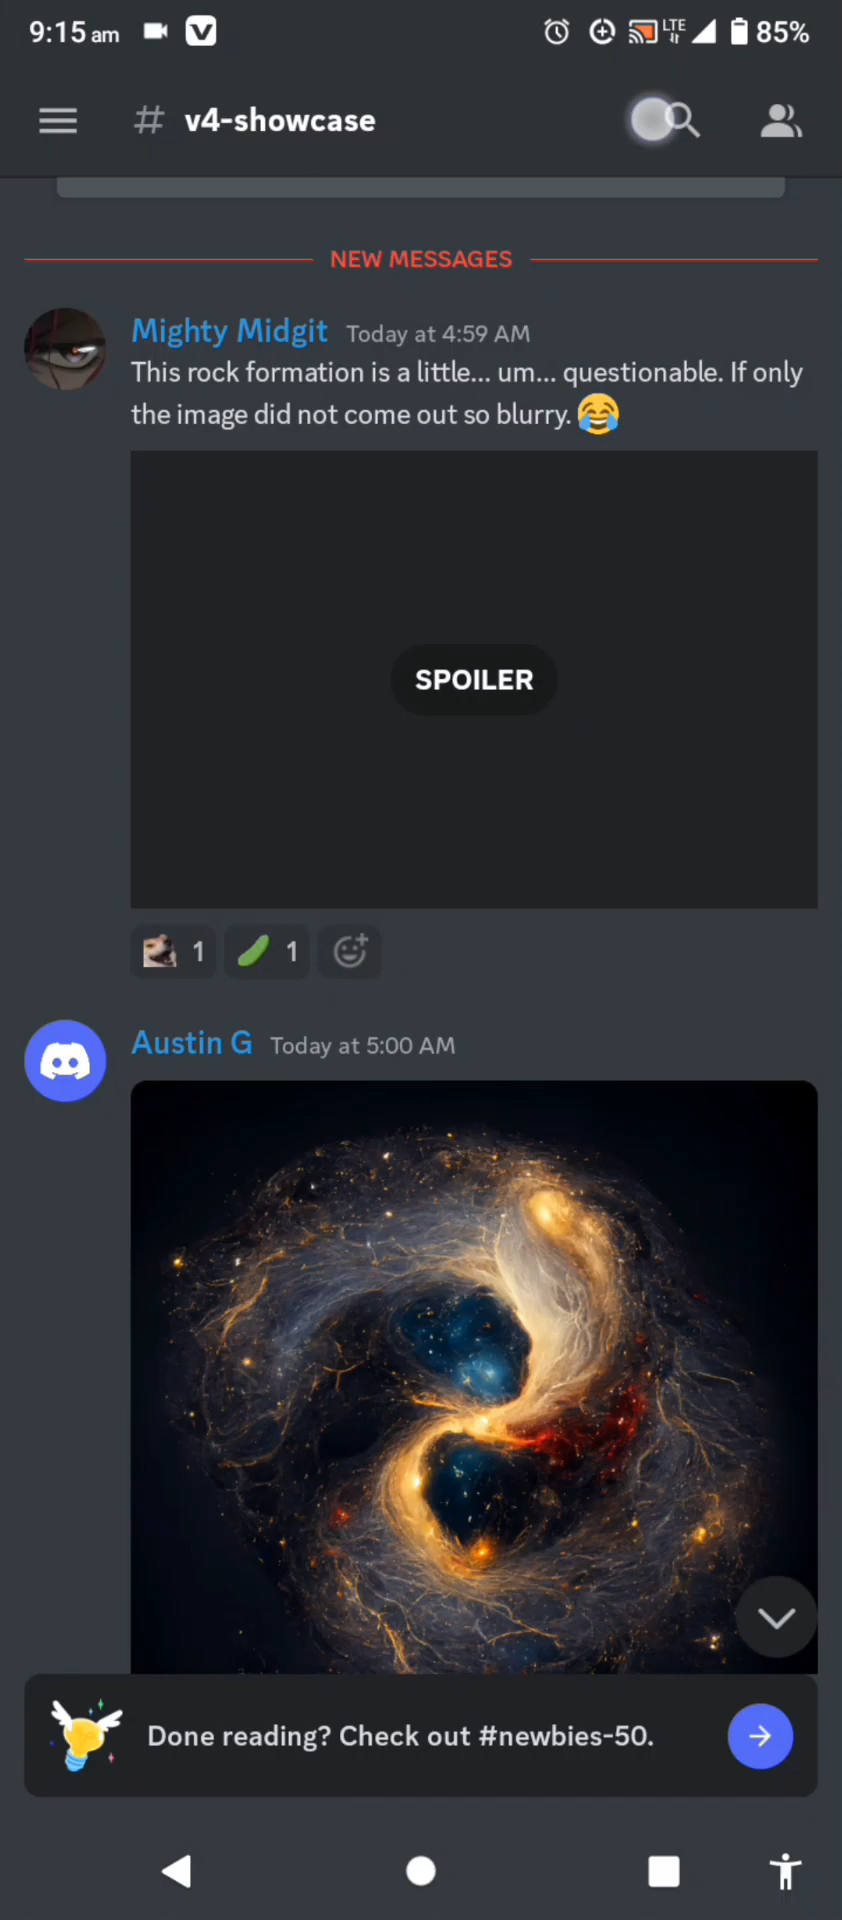 9:15 am
LTE
85%
# v4-showcase
NEW MESSAGES
Mighty Midgit Today at 4:59 AM
This rock formation is a little... um... questionable. If only
the image did not come out so blurry. 😂
SPOILER
1 1
Austin G Today at 5:00 AM
Done reading? Check out #newbies-50.